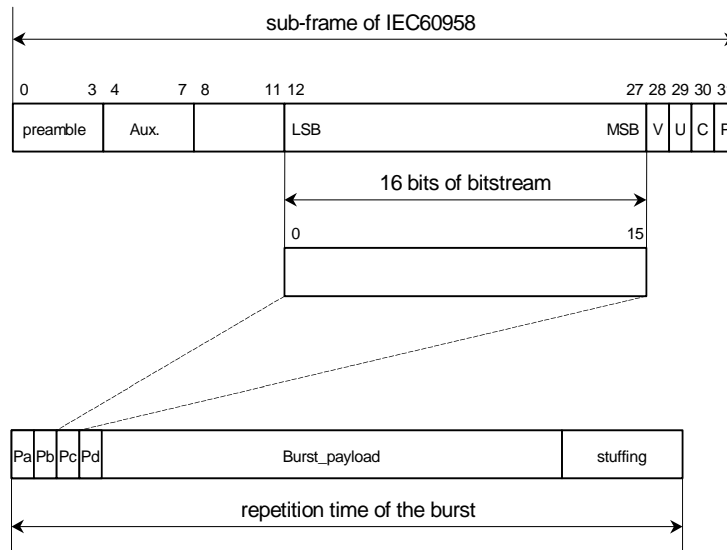 sub-frame of IEC60958
0 3 4 7 8 11 12 27 28 29 30 3
preamble Aux. LSB MSB V U C P
16 bits of bitstream
0 15
Pa Pb Pc Pd Burst_payload stuffing
repetition time of the burst